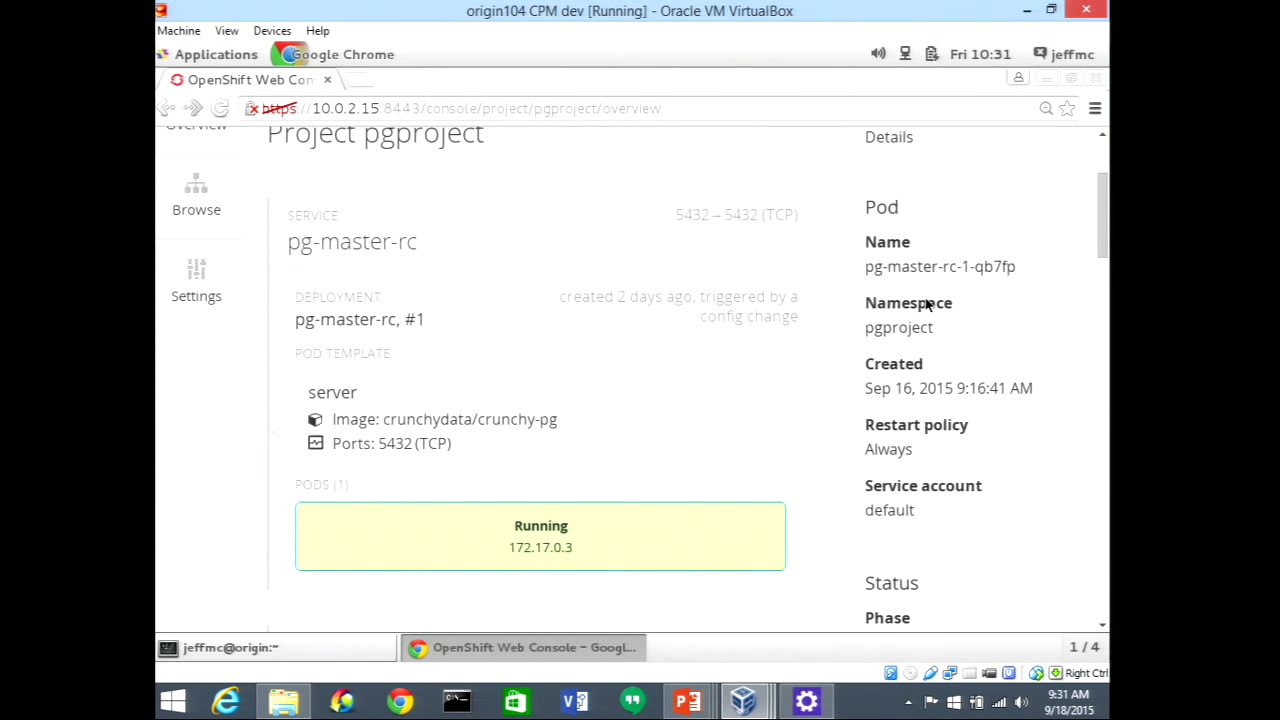 origin104 CPM dev [Running] - Oracle VM VirtualBox
Machine View Devices Help
Applications Google Chrome Fri 10:31 jeffmc
OpenShift Web Con
https://10.0.2.15:8443/console/project/pgproject/overview
Overview
Project pgproject
Details
Browse
Settings
SERVICE
5432 – 5432 (TCP)
pg-master-rc
DEPLOYMENT
created 2 days ago, triggered by a
config change
pg-master-rc, #1
POD TEMPLATE
server
Image: crunchydata/crunchy-pg
Ports: 5432 (TCP)
PODS (1)
Running
172.17.0.3
Pod
Name
pg-master-rc-1-qb7fp
Namespace
pgproject
Created
Sep 16, 2015 9:16:41 AM
Restart policy
Always
Service account
default
Status
Phase
jeffmc@origin:~
OpenShift Web Console - Googl...
1 / 4
Right Ctrl
9:31 AM
9/18/2015